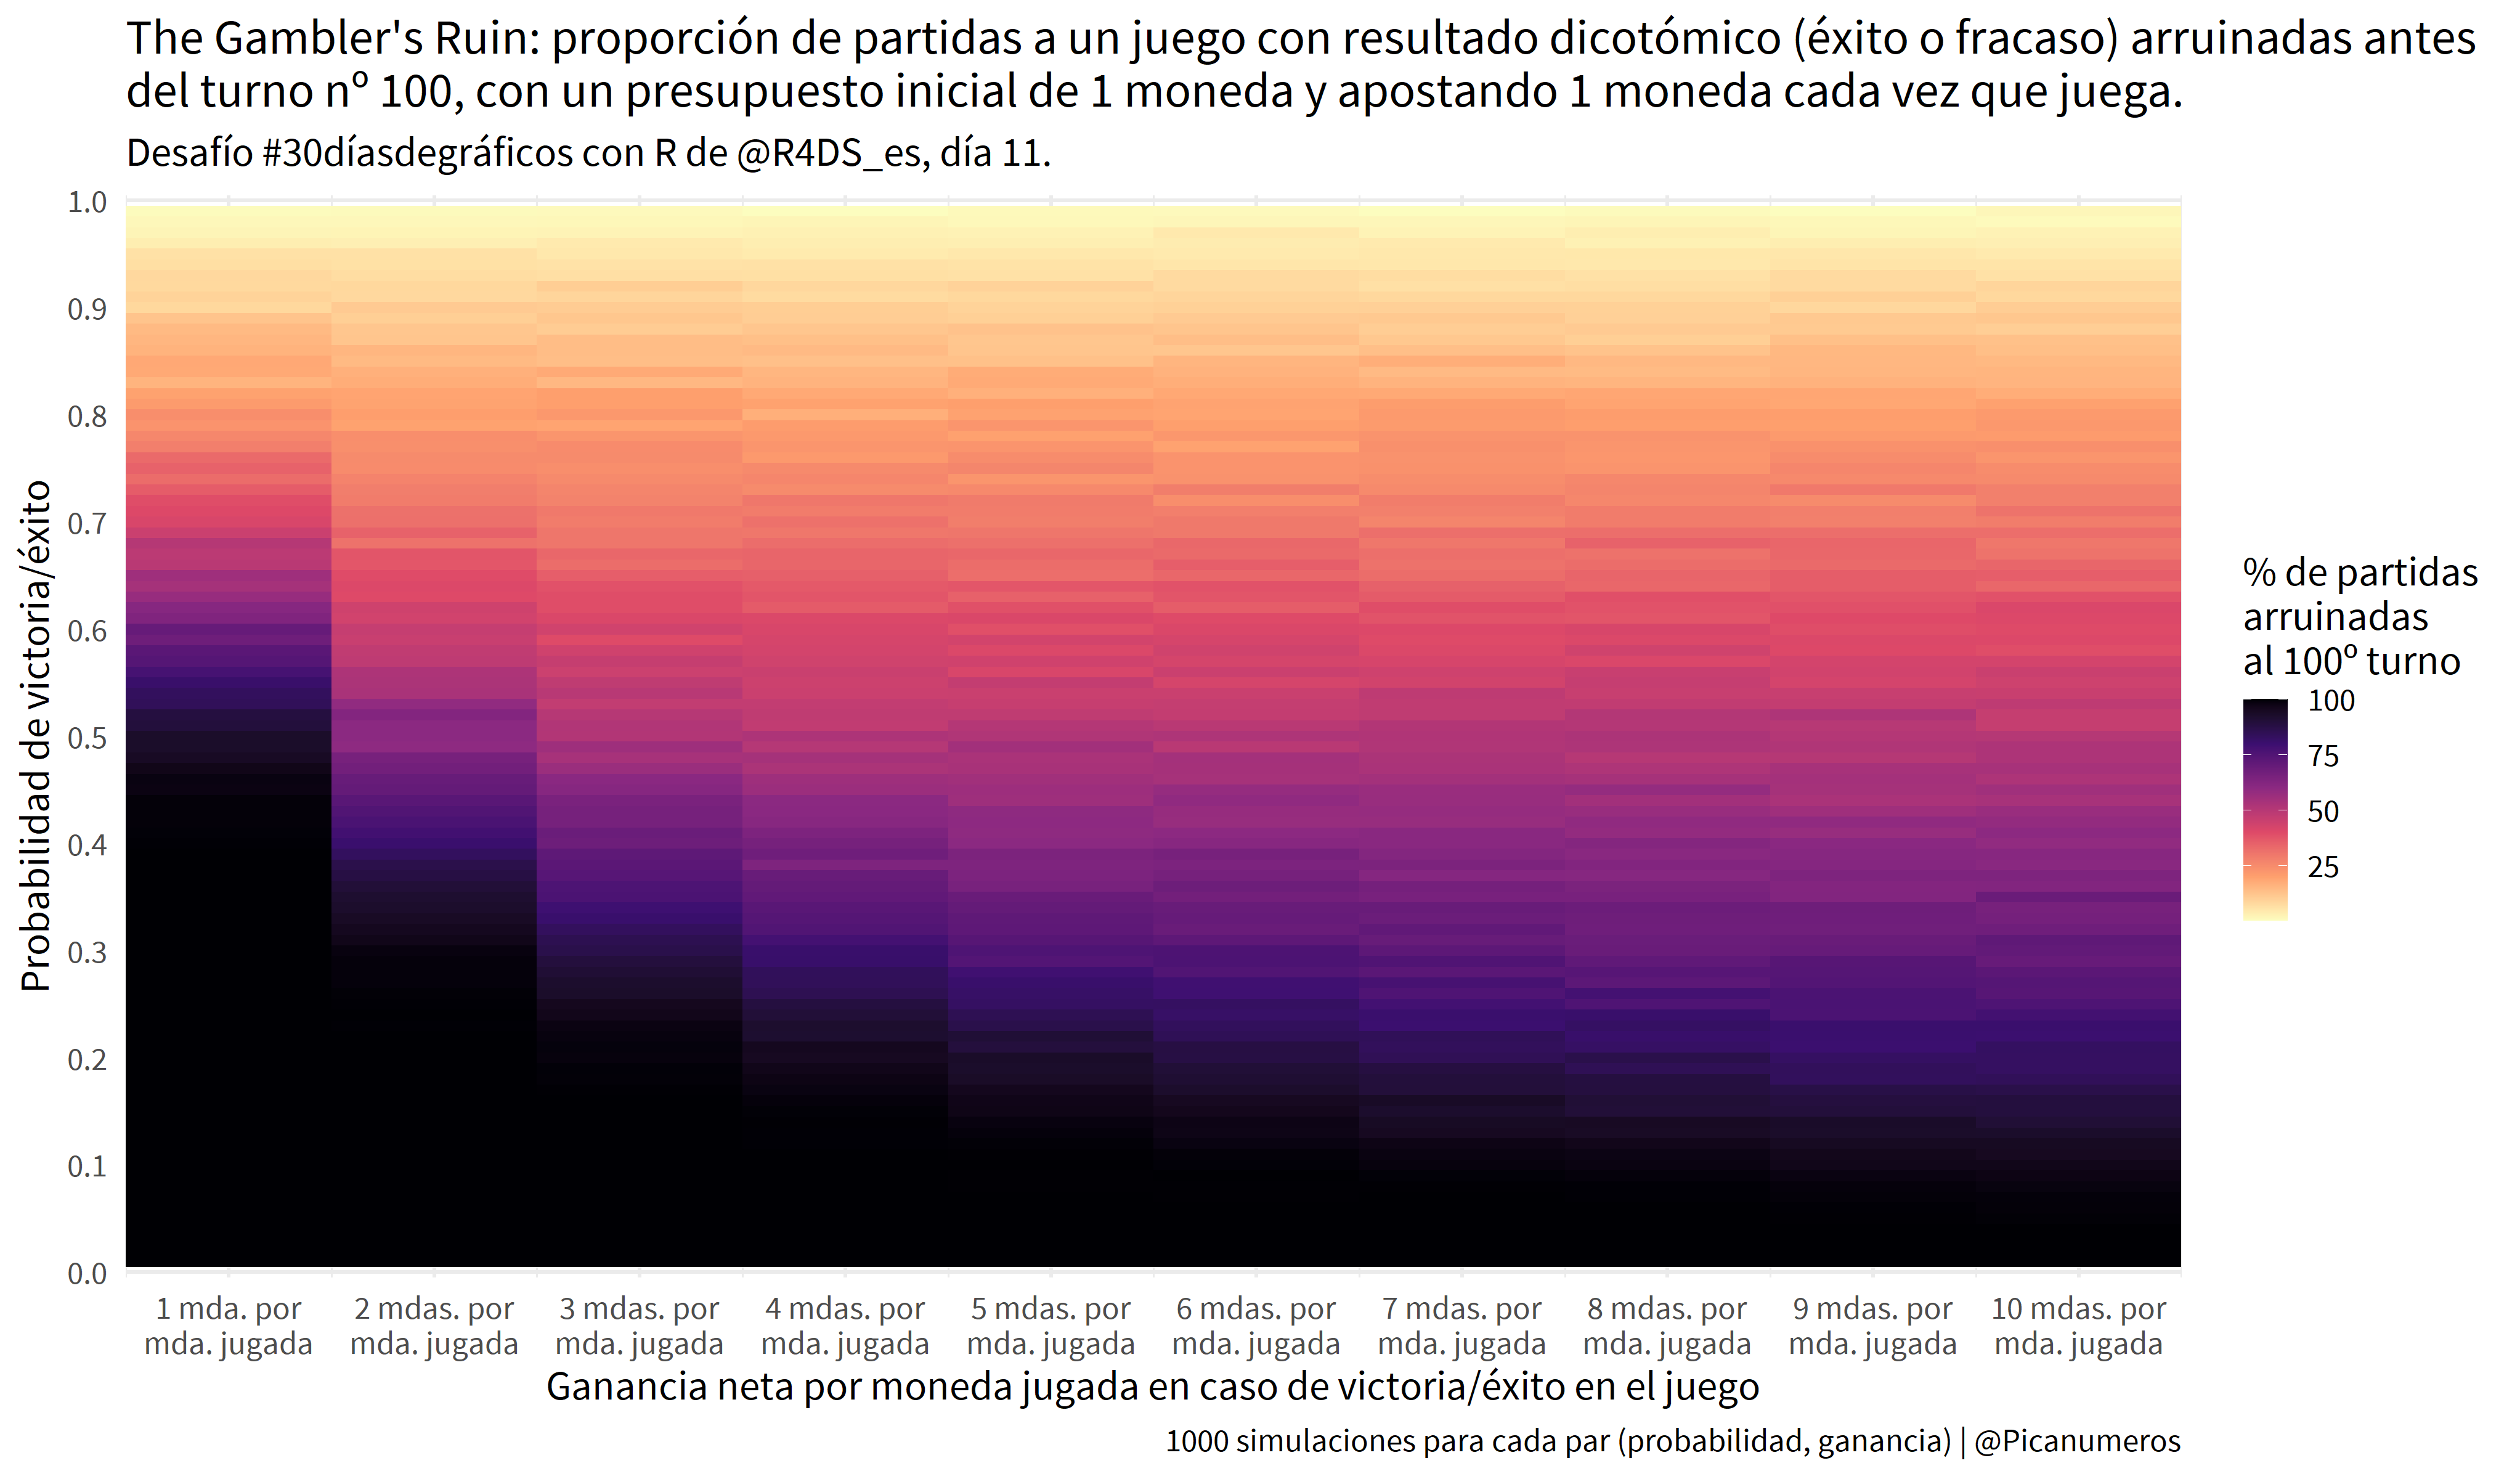 The Gambler's Ruin: proporción de partidas a un juego con resultado dicotómico (éxito o fracaso) arruinadas antes
del turno nº 100, con un presupuesto inicial de 1 moneda y apostando 1 moneda cada vez que juega.
Desafío #30díasdegráficos con R de @R4DS_es, día 11.
Probabilidad de victoria/éxito
1.0
0.9
0.8
0.7
0.6
0.5
0.4
0.3
0.2
0.1
0.0
1 mda. por
mda. jugada
2 mdas. por
mda. jugada
3 mdas. por
mda. jugada
4 mdas. por
mda. jugada
5 mdas. por
mda. jugada
6 mdas. por
mda. jugada
7 mdas. por
mda. jugada
8 mdas. por
mda. jugada
9 mdas. por
mda. jugada
10 mdas. por
mda. jugada
Ganancia neta por moneda jugada en caso de victoria/éxito en el juego
% de partidas
arruinadas
al 100º turno
100
75
50
25
1000 simulaciones para cada par (probabilidad, ganancia) | @Picanumeros